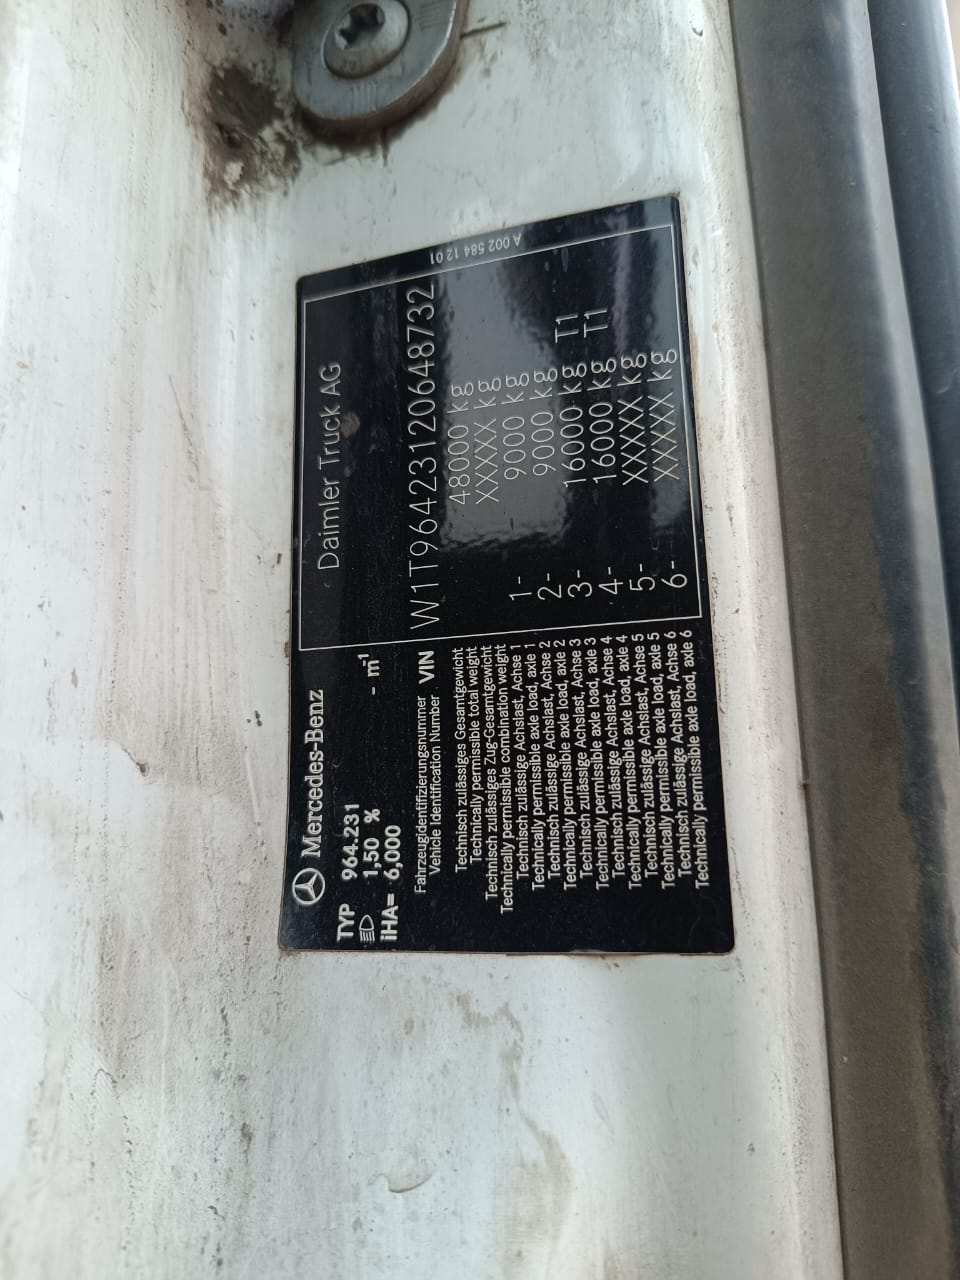 Mercedes-Benz
Daimler Truck AG
TYP 964.231
1,50 % - m⁻¹
iHA= 6,000
Fahrzeugidentifizierungsnummer
Vehicle Identification Number VIN W1T96423120648732
Technisch zulässiges Gesamtgewicht
Technically permissible total weight 48000 kg
Technisch zulässiges Zug-Gesamtgewicht
Technically permissible combination weight XXXXX kg
Technisch zulässige Achslast, Achse 1
Technically permissible axle load, axle 1 1- 9000 kg
Technisch zulässige Achslast, Achse 2
Technically permissible axle load, axle 2 2- 9000 kg
Technisch zulässige Achslast, Achse 3
Technically permissible axle load, axle 3 3- 16000 kg T1
Technisch zulässige Achslast, Achse 4
Technically permissible axle load, axle 4 4- 16000 kg T1
Technisch zulässige Achslast, Achse 5
Technically permissible axle load, axle 5 5- XXXXX kg
Technisch zulässige Achslast, Achse 6
Technically permissible axle load, axle 6 6- XXXXX kg
A 002 584 12 01